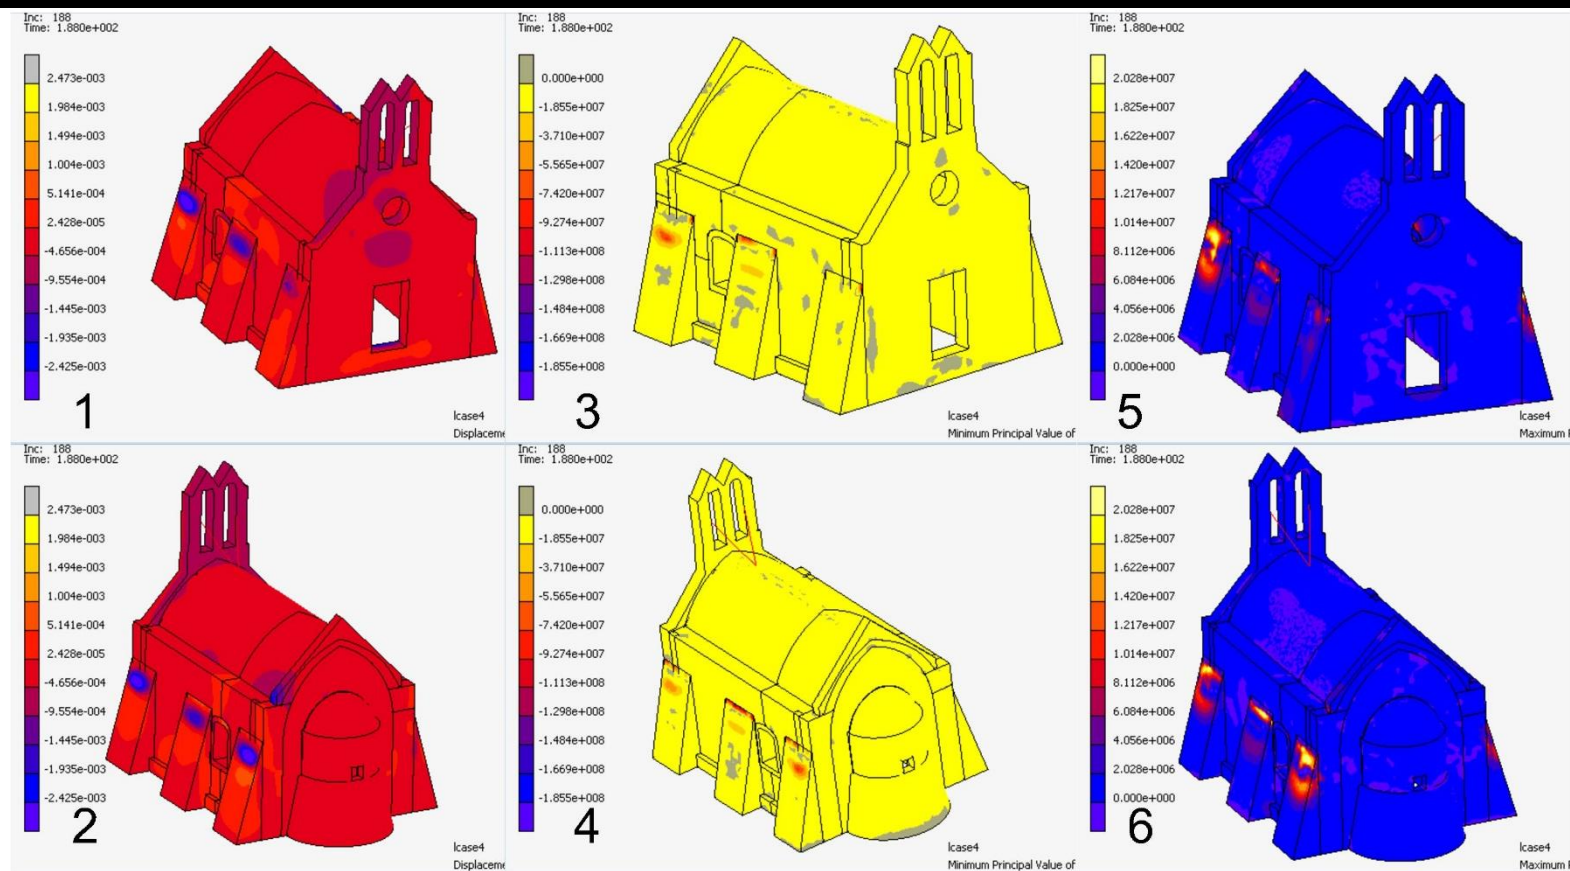 Inc: 188
Time: 1.880e+002
2.473e-003
1.984e-003
1.494e-003
1.004e-003
5.141e-004
2.428e-005
-4.656e-004
-9.554e-004
-1.445e-003
-1.935e-003
-2.425e-003
1
lcase4
Displaceme
Inc: 188
Time: 1.880e+002
0.000e+000
-1.855e+007
-3.710e+007
-5.565e+007
-7.420e+007
-9.274e+007
-1.113e+008
-1.298e+008
-1.484e+008
-1.669e+008
-1.855e+008
3
lcase4
Minimum Principal Value of
Inc: 188
Time: 1.880e+002
2.028e+007
1.825e+007
1.622e+007
1.420e+007
1.217e+007
1.014e+007
8.112e+006
6.084e+006
4.056e+006
2.028e+006
0.000e+000
5
lcase4
Maximum P
Inc: 188
Time: 1.880e+002
2.473e-003
1.984e-003
1.494e-003
1.004e-003
5.141e-004
2.428e-005
-4.656e-004
-9.554e-004
-1.445e-003
-1.935e-003
-2.425e-003
2
lcase4
Displaceme
Inc: 188
Time: 1.880e+002
0.000e+000
-1.855e+007
-3.710e+007
-5.565e+007
-7.420e+007
-9.274e+007
-1.113e+008
-1.298e+008
-1.484e+008
-1.669e+008
-1.855e+008
4
lcase4
Minimum Principal Value of
Inc: 188
Time: 1.880e+002
2.028e+007
1.825e+007
1.622e+007
1.420e+007
1.217e+007
1.014e+007
8.112e+006
6.084e+006
4.056e+006
2.028e+006
0.000e+000
6
lcase4
Maximum P